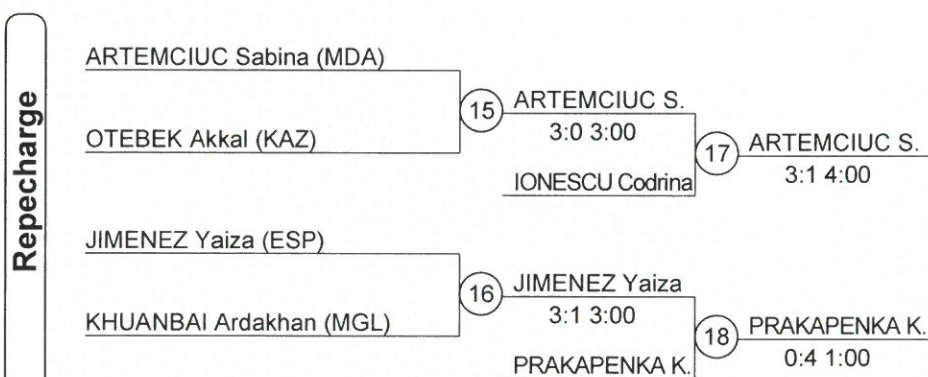 Repecharge
ARTEMCIUC Sabina (MDA)
OTEBEK Akkal (KAZ)
15
ARTEMCIUC S.
3:0 3:00
IONESCU Codrina
17
ARTEMCIUC S.
3:1 4:00
JIMENEZ Yaiza (ESP)
KHUANBAI Ardakhan (MGL)
16
JIMENEZ Yaiza
3:1 3:00
PRAKAPENKA K.
18
PRAKAPENKA K.
0:4 1:00